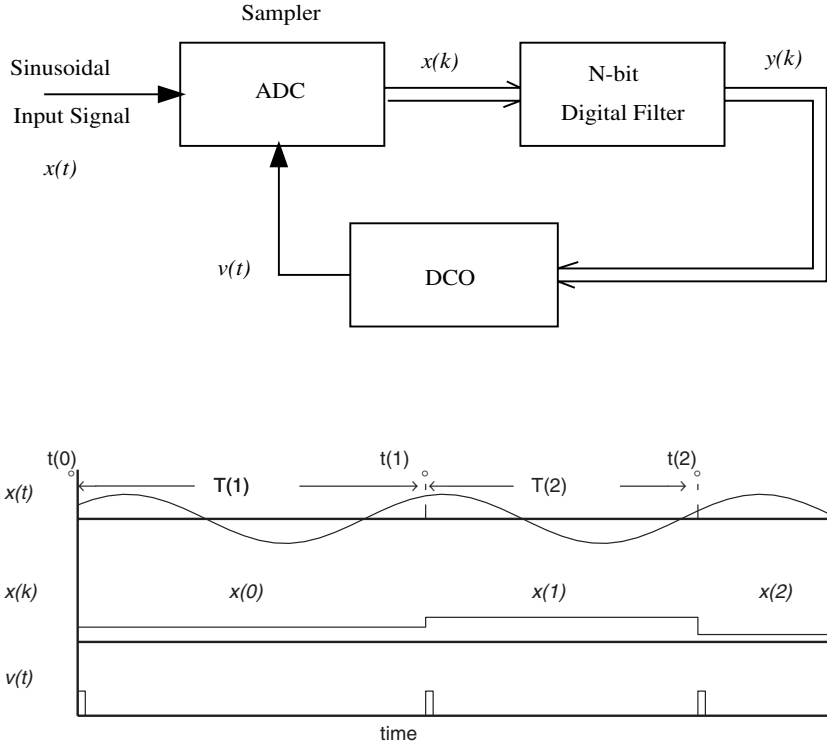 Sampler
Sinusoidal
Input Signal
x(t)
ADC
x(k)
N-bit
Digital Filter
y(k)
v(t)
DCO
t(0)
t(1)
t(2)
x(t)
T(1)
T(2)
x(k)
x(0)
x(1)
x(2)
v(t)
time